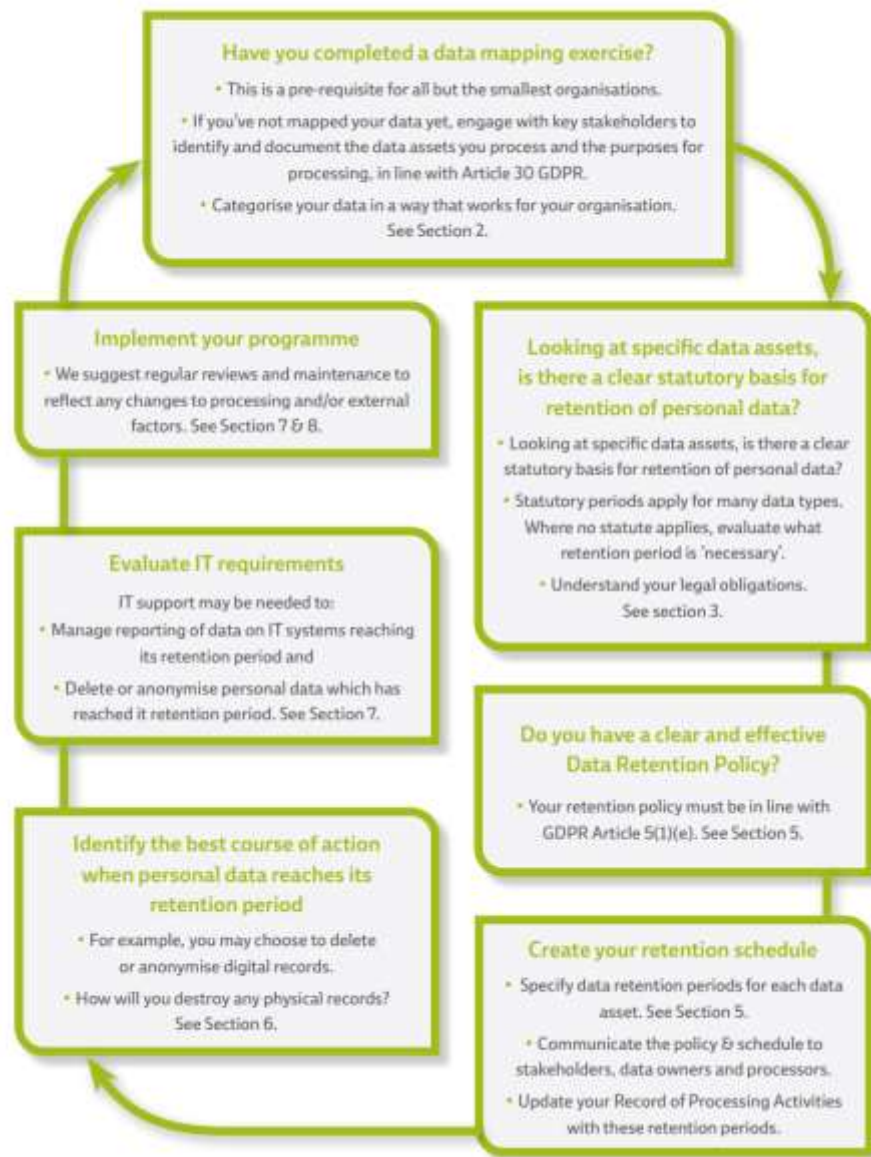 Have you completed a data mapping exercise?
• This is a pre-requisite for all but the smallest organisations.
• If you've not mapped your data yet, engage with key stakeholders to
identify and document the data assets you process and the purposes for
processing, in line with Article 30 GDPR.
• Categorise your data in a way that works for your organisation.
See Section 2.
Looking at specific data assets,
is there a clear statutory basis for
retention of personal data?
• Looking at specific data assets, is there a clear
statutory basis for retention of personal data?
• Statutory periods apply for many data types.
Where no statute applies, evaluate what
retention period is 'necessary'.
• Understand your legal obligations.
See section 3.
Do you have a clear and effective
Data Retention Policy?
• Your retention policy must be in line with
GDPR Article 5(1)(e). See Section 5.
Create your retention schedule
• Specify data retention periods for each data
asset. See Section 5.
• Communicate the policy & schedule to
stakeholders, data owners and processors.
• Update your Record of Processing Activities
with these retention periods.
Identify the best course of action
when personal data reaches its
retention period
• For example, you may choose to delete
or anonymise digital records.
• How will you destroy any physical records?
See Section 6.
Evaluate IT requirements
IT support may be needed to:
• Manage reporting of data on IT systems reaching
its retention period and
• Delete or anonymise personal data which has
reached it retention period. See Section 7.
Implement your programme
• We suggest regular reviews and maintenance to
reflect any changes to processing and/or external
factors. See Section 7 & 8.